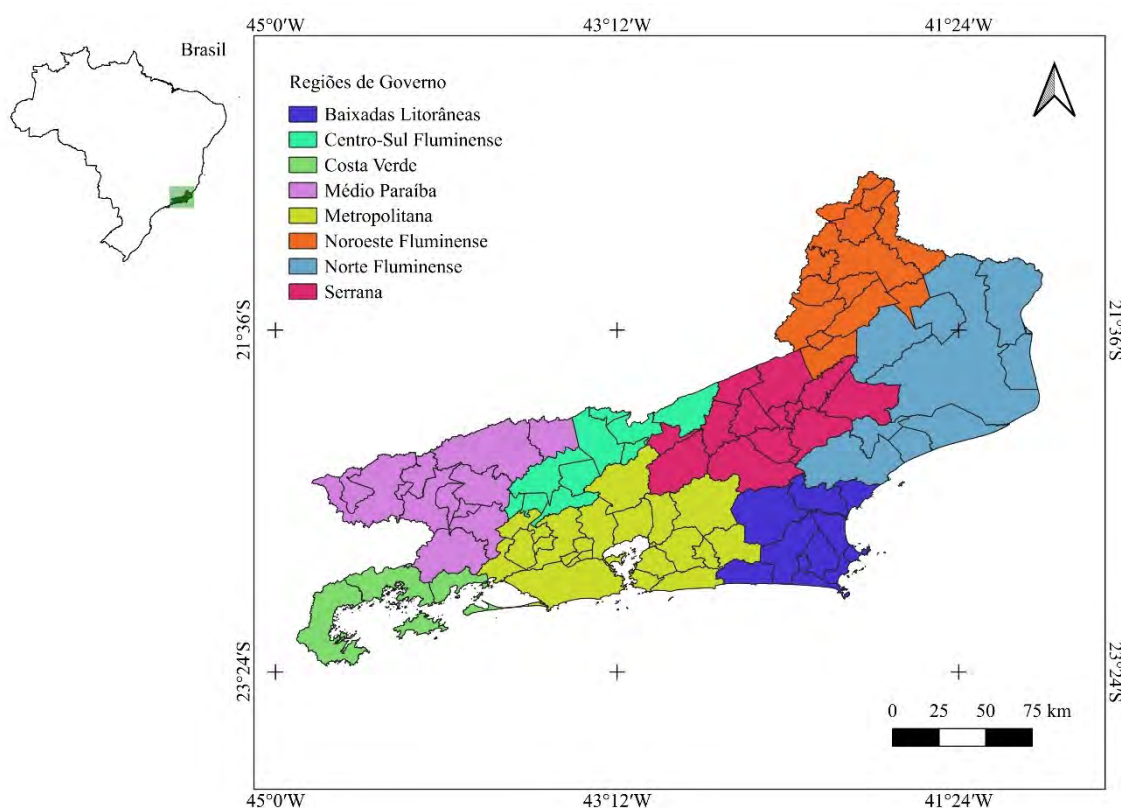 45°0′W 43°12′W 41°24′W
Brasil
Regiões de Governo
Baixadas Litorâneas
Centro-Sul Fluminense
Costa Verde
Médio Paraíba
Metropolitana
Noroeste Fluminense
Norte Fluminense
Serrana
21°36′S 21°36′S
23°24′S 23°24′S
0 25 50 75 km
45°0′W 43°12′W 41°24′W